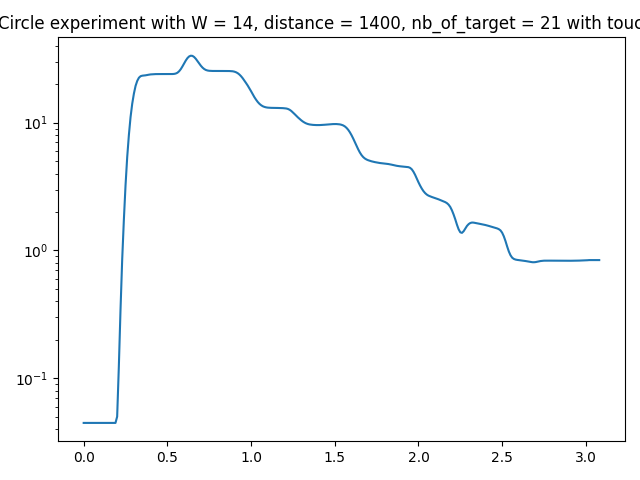 Circle experiment with W = 14, distance = 1400, nb_of_target = 21 with
10¹
10⁰
10⁻¹
0.0 0.5 1.0 1.5 2.0 2.5 3.0